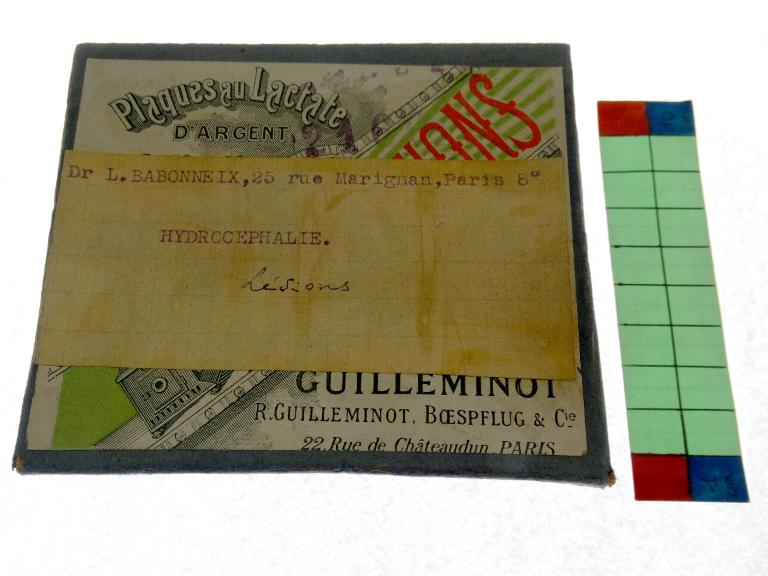 Plaques au Lactate
D'ARGENT
210
Dr L.BABONNEIX,25 rue Marignan,Paris 8°
HYDROCEPHALIE.
Lésions
GUILLEMINOT
R.GUILLEMINOT, BŒSPFLUG & Cie
22, Rue de Châteaudun, PARIS